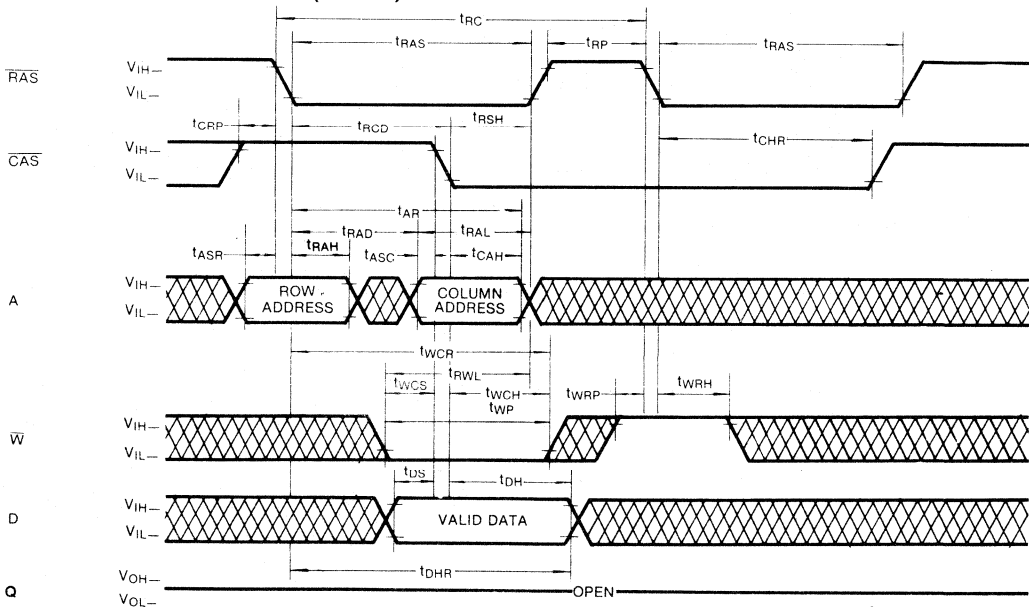 tRC
tRAS tRP tRAS
RAS VIH
VIL
tCRP tRCD tRSH
CAS VIH tCHR
VIL
tAR
tRAD tRAL
tASR tRAH tASC tCAH
A VIH ROW COLUMN
VIL ADDRESS ADDRESS
tWCR
tRWL
tWCS tWCH tWRP tWRH
tWP
W VIH
VIL
tDS tDH
D VIH
VALID DATA
VIL
tDHR
Q VOH
OPEN
VOL